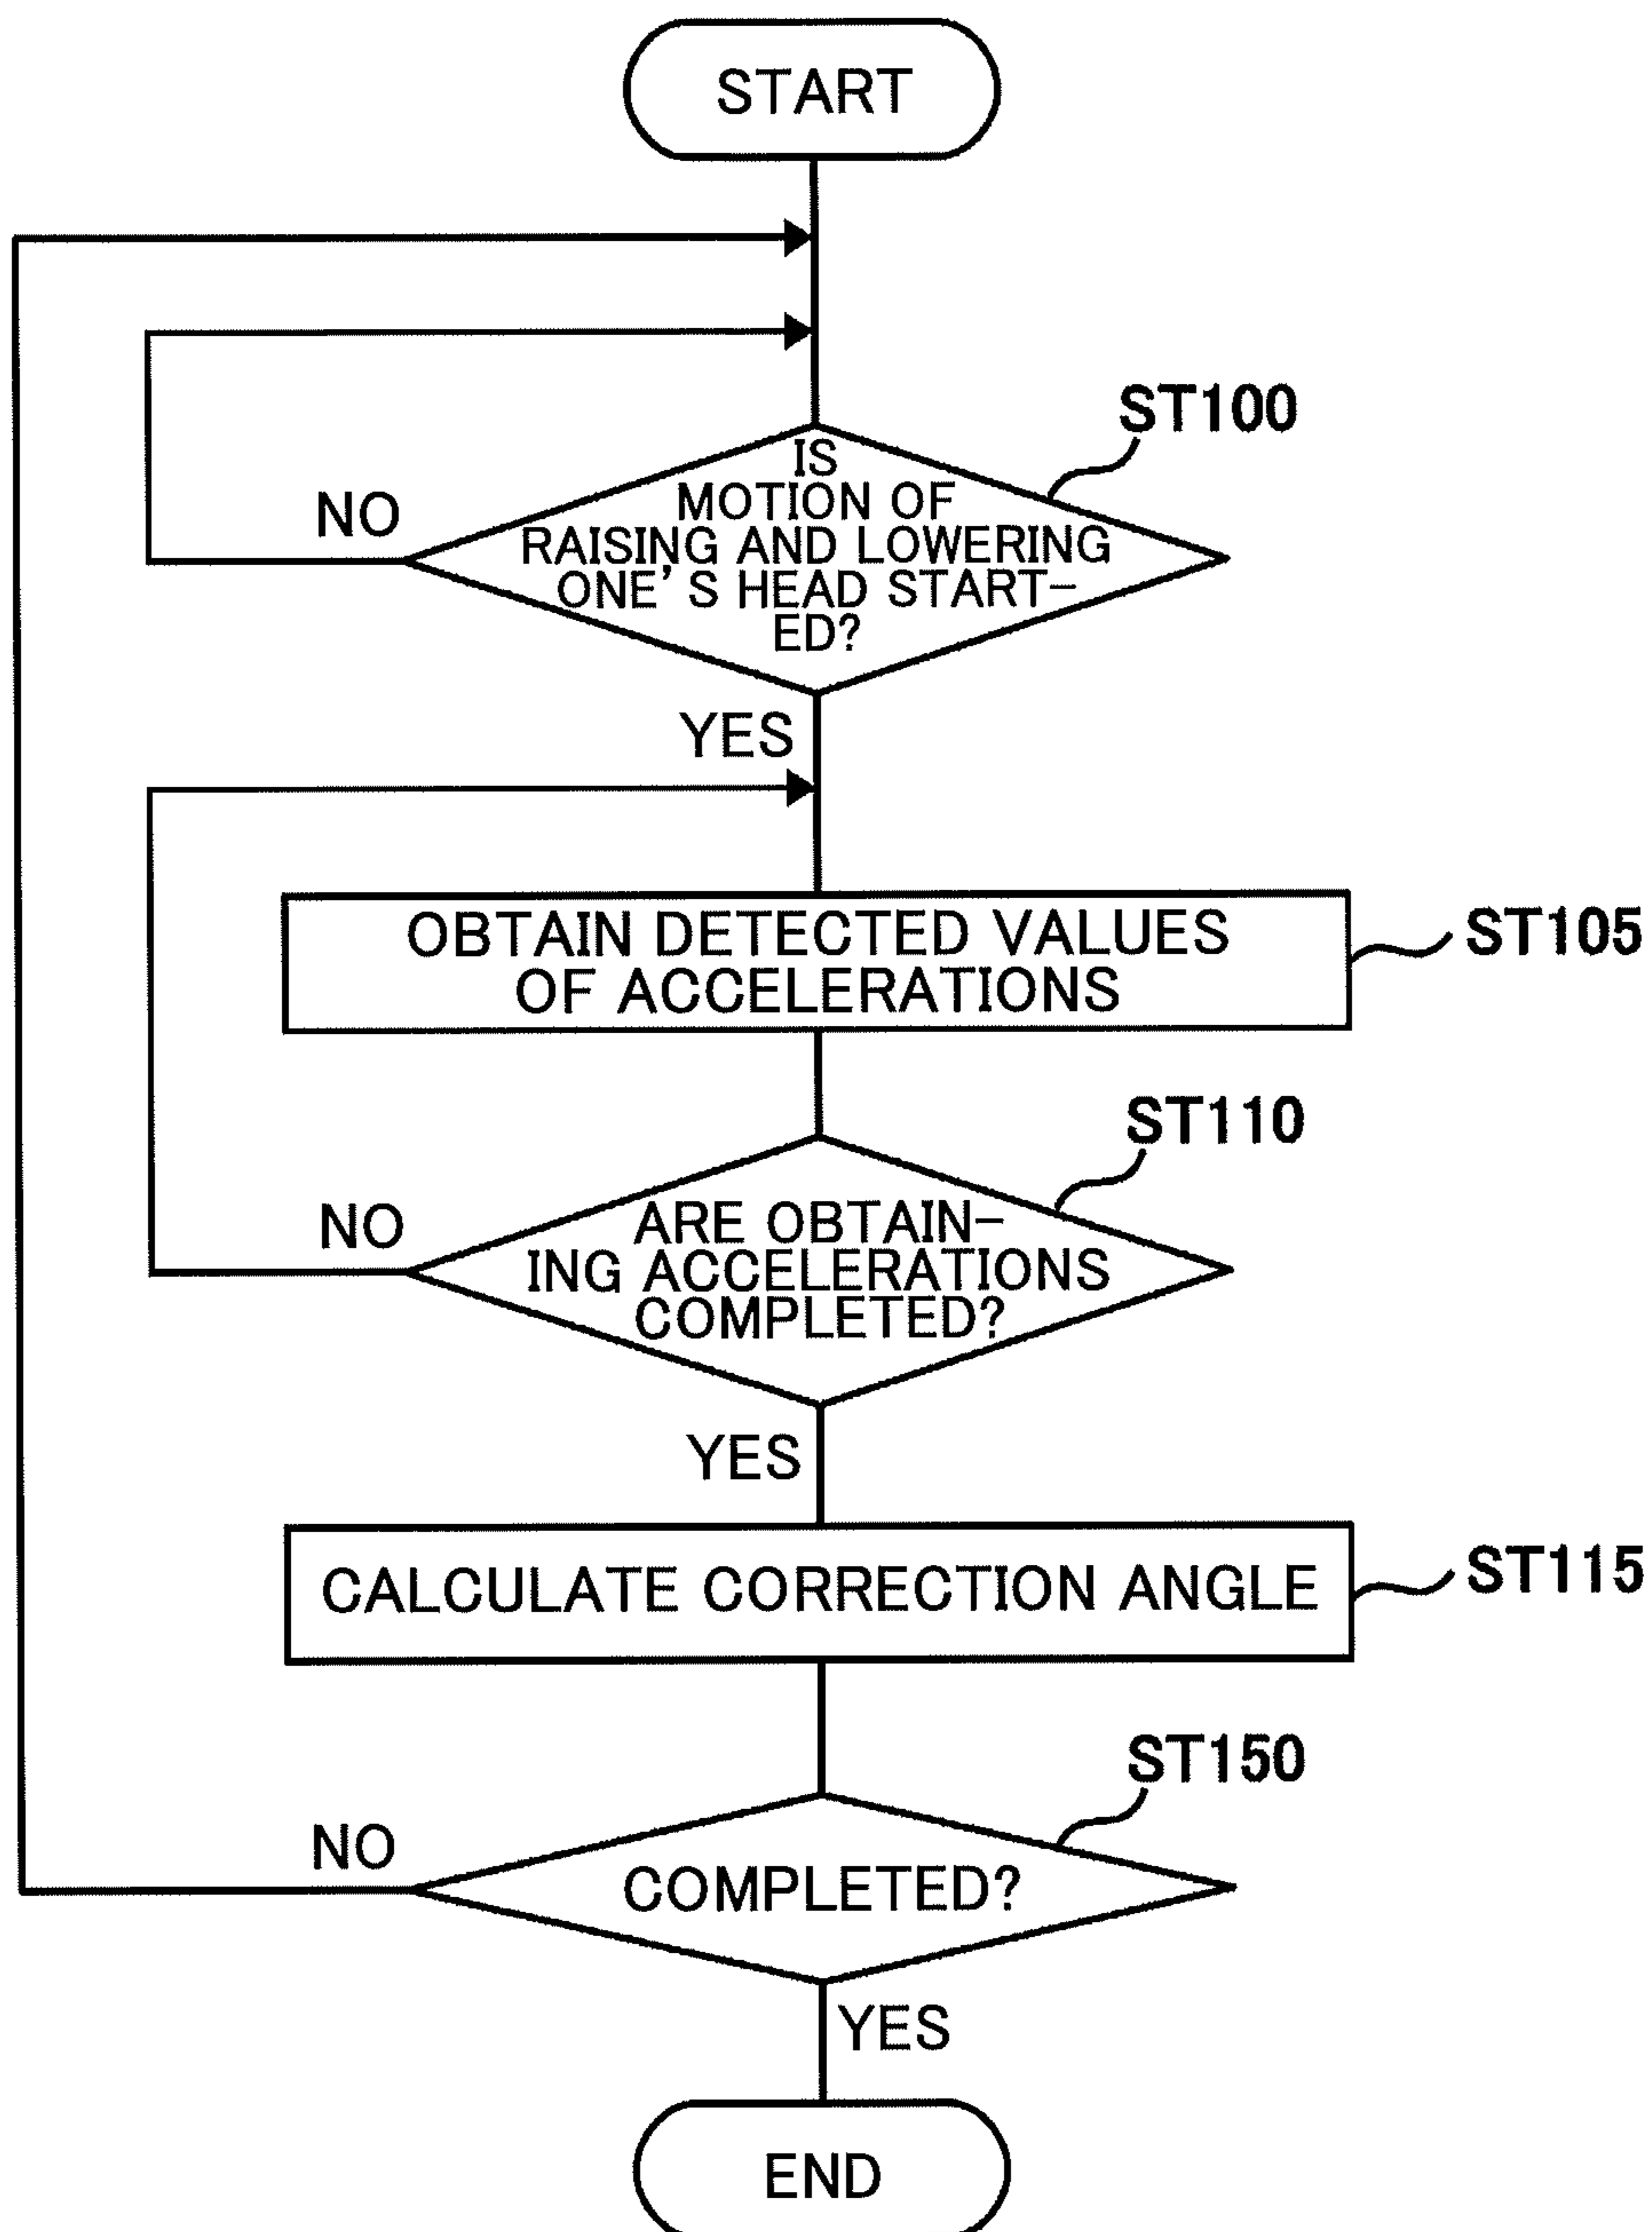 START
ST100
IS
MOTION OF
RAISING AND LOWERING
ONE'S HEAD START-
ED?
NO
YES
OBTAIN DETECTED VALUES
OF ACCELERATIONS
ST105
ST110
ARE OBTAIN-
ING ACCELERATIONS
COMPLETED?
NO
YES
CALCULATE CORRECTION ANGLE
ST115
ST150
NO
COMPLETED?
YES
END